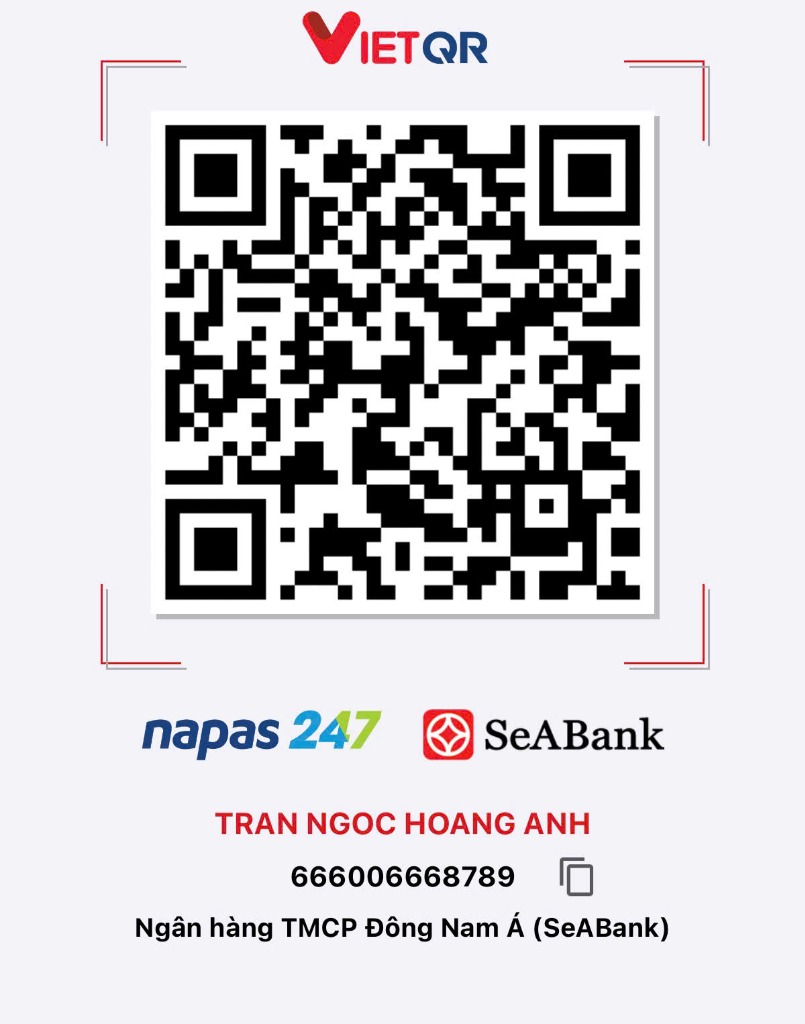 VIETQR
napas 247
SeABank
TRAN NGOC HOANG ANH
666006668789
Ngân hàng TMCP Đông Nam Á (SeABank)